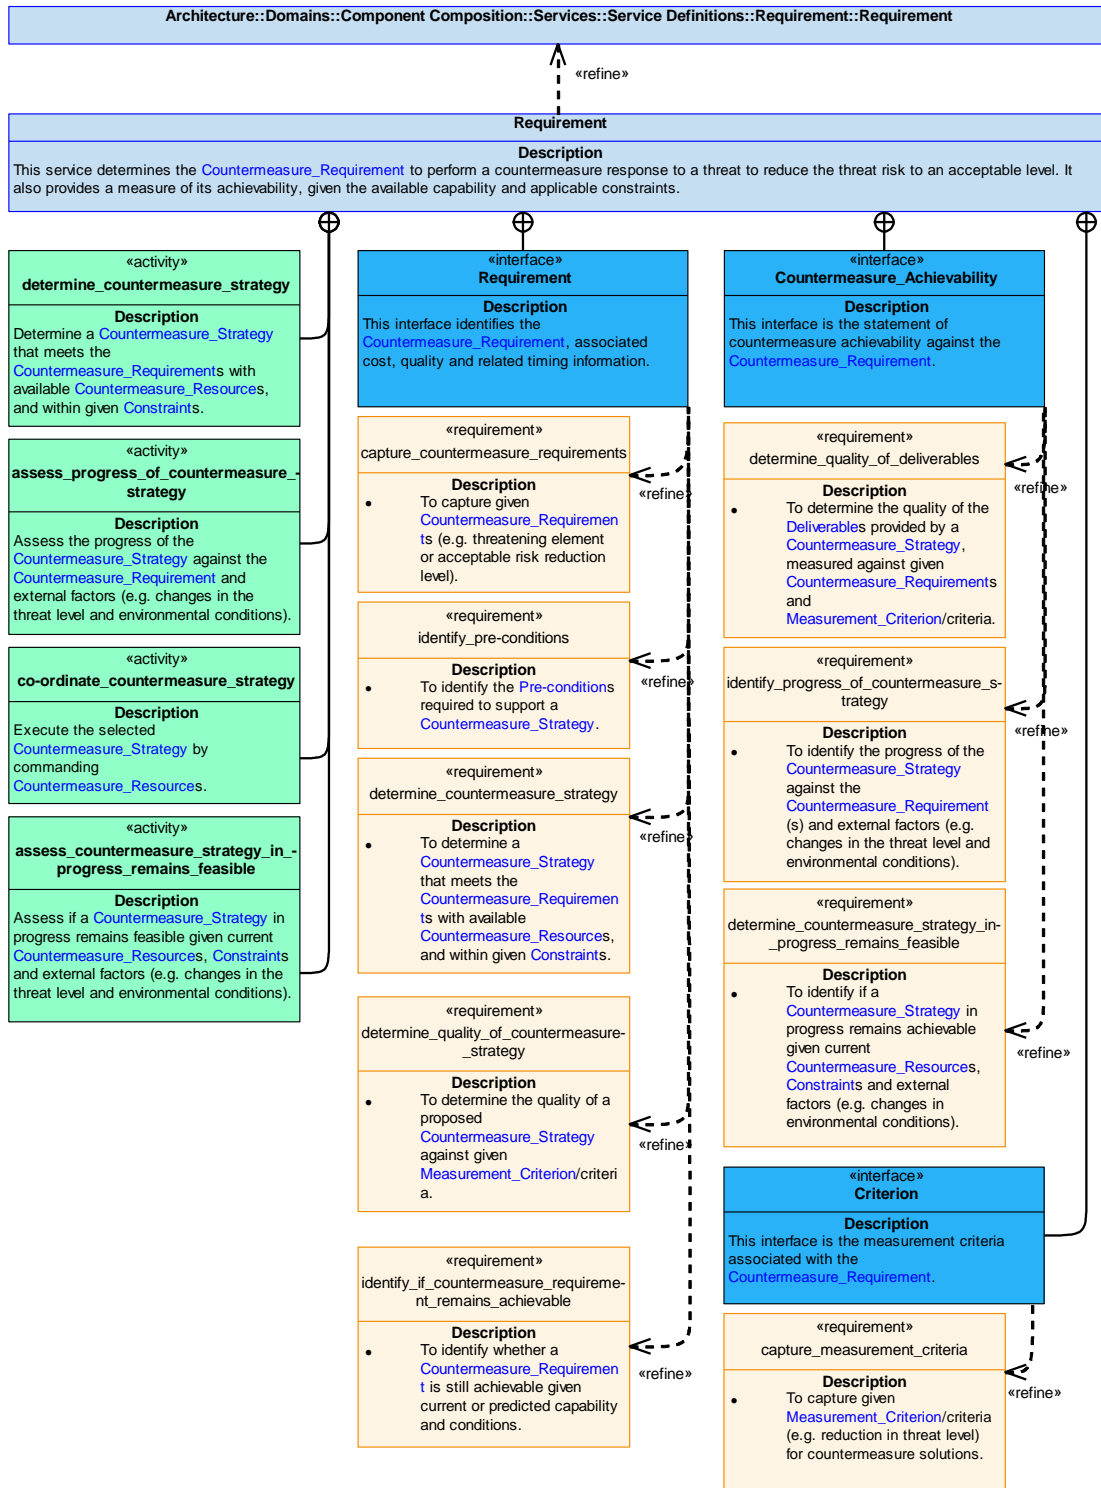 Architecture::Domains::Component Composition::Services::Service Definitions::Requirement::Requirement
«refine»
Requirement
Description
This service determines the Countermeasure_Requirement to perform a countermeasure response to a threat to reduce the threat risk to an acceptable level. It
also provides a measure of its achievability, given the available capability and applicable constraints.
«activity»
determine_countermeasure_strategy
Description
Determine a Countermeasure_Strategy
that meets the
Countermeasure_Requirements with
available Countermeasure_Resources,
and within given Constraints.
«activity»
assess_progress_of_countermeasure_-
strategy
Description
Assess the progress of the
Countermeasure_Strategy against the
Countermeasure_Requirement and
external factors (e.g. changes in the
threat level and environmental conditions).
«activity»
co-ordinate_countermeasure_strategy
Description
Execute the selected
Countermeasure_Strategy by
commanding
Countermeasure_Resources.
«activity»
assess_countermeasure_strategy_in_-
progress_remains_feasible
Description
Assess if a Countermeasure_Strategy in
progress remains feasible given current
Countermeasure_Resources, Constraints
and external factors (e.g. changes in the
threat level and environmental conditions).
«interface»
Requirement
Description
This interface identifies the
Countermeasure_Requirement, associated
cost, quality and related timing information.
«requirement»
capture_countermeasure_requirements
Description
• To capture given
Countermeasure_Requiremen
ts (e.g. threatening element
or acceptable risk reduction
level).
«refine»
«requirement»
identify_pre-conditions
Description
• To identify the Pre-conditions
required to support a
Countermeasure_Strategy.
«refine»
«requirement»
determine_countermeasure_strategy
Description
• To determine a
Countermeasure_Strategy
that meets the
Countermeasure_Requiremen
ts with available
Countermeasure_Resources,
and within given Constraints.
«refine»
«requirement»
determine_quality_of_countermeasure-
_strategy
Description
• To determine the quality of a
proposed
Countermeasure_Strategy
against given
Measurement_Criterion/criteri
a.
«refine»
«requirement»
identify_if_countermeasure_requireme-
nt_remains_achievable
Description
• To identify whether a
Countermeasure_Requiremen
t is still achievable given
current or predicted capability
and conditions.
«refine»
«interface»
Countermeasure_Achievability
Description
This interface is the statement of
countermeasure achievability against the
Countermeasure_Requirement.
«requirement»
determine_quality_of_deliverables
Description
• To determine the quality of the
Deliverables provided by a
Countermeasure_Strategy,
measured against given
Countermeasure_Requirements
and
Measurement_Criterion/criteria.
«refine»
«requirement»
identify_progress_of_countermeasure_s-
trategy
Description
• To identify the progress of the
Countermeasure_Strategy
against the
Countermeasure_Requirement
(s) and external factors (e.g.
changes in the threat level and
environmental conditions).
«refine»
«requirement»
determine_countermeasure_strategy_in-
_progress_remains_feasible
Description
• To identify if a
Countermeasure_Strategy in
progress remains achievable
given current
Countermeasure_Resources,
Constraints and external
factors (e.g. changes in
environmental conditions).
«refine»
«interface»
Criterion
Description
This interface is the measurement criteria
associated with the
Countermeasure_Requirement.
«requirement»
capture_measurement_criteria
Description
• To capture given
Measurement_Criterion/criteria
(e.g. reduction in threat level)
for countermeasure solutions.
«refine»